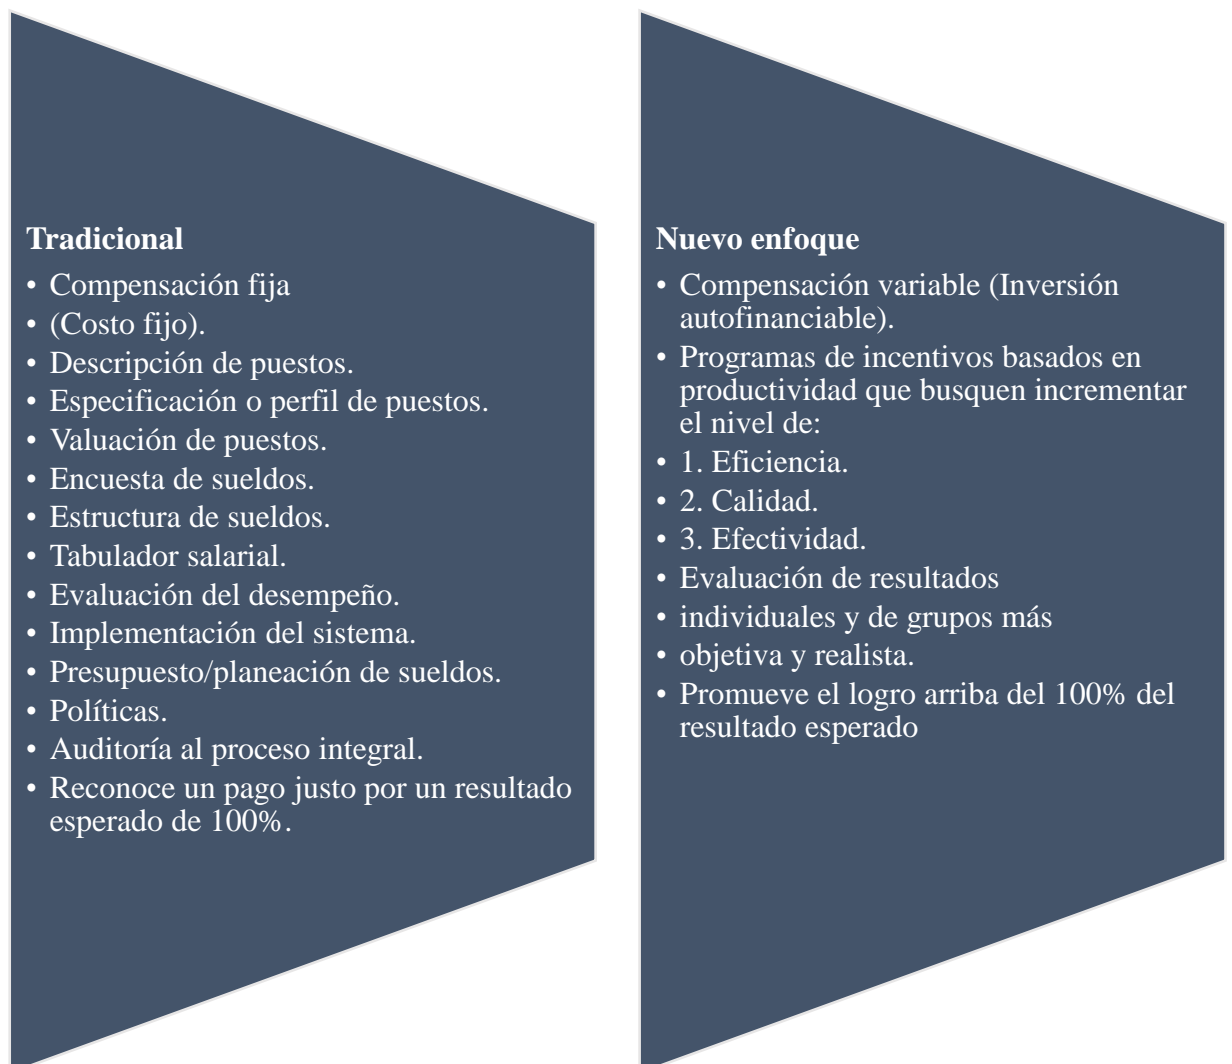 Tradicional
• Compensación fija
• (Costo fijo).
• Descripción de puestos.
• Especificación o perfil de puestos.
• Valuación de puestos.
• Encuesta de sueldos.
• Estructura de sueldos.
• Tabulador salarial.
• Evaluación del desempeño.
• Implementación del sistema.
• Presupuesto/planeación de sueldos.
• Políticas.
• Auditoría al proceso integral.
• Reconoce un pago justo por un resultado
esperado de 100%.
Nuevo enfoque
• Compensación variable (Inversión
autofinanciable).
• Programas de incentivos basados en
productividad que busquen incrementar
el nivel de:
• 1. Eficiencia.
• 2. Calidad.
• 3. Efectividad.
• Evaluación de resultados
• individuales y de grupos más
• objetiva y realista.
• Promueve el logro arriba del 100% del
resultado esperado